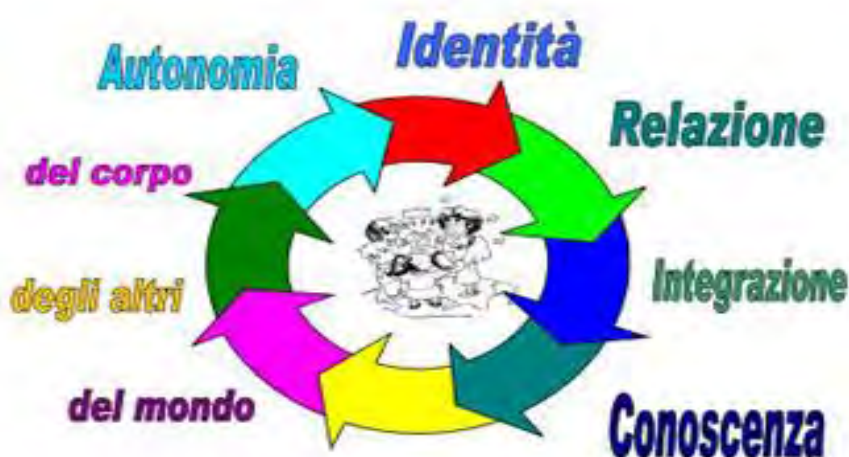 Identità
Autonomia
Relazione
del corpo
Integrazione
degli altri
del mondo
Conoscenza